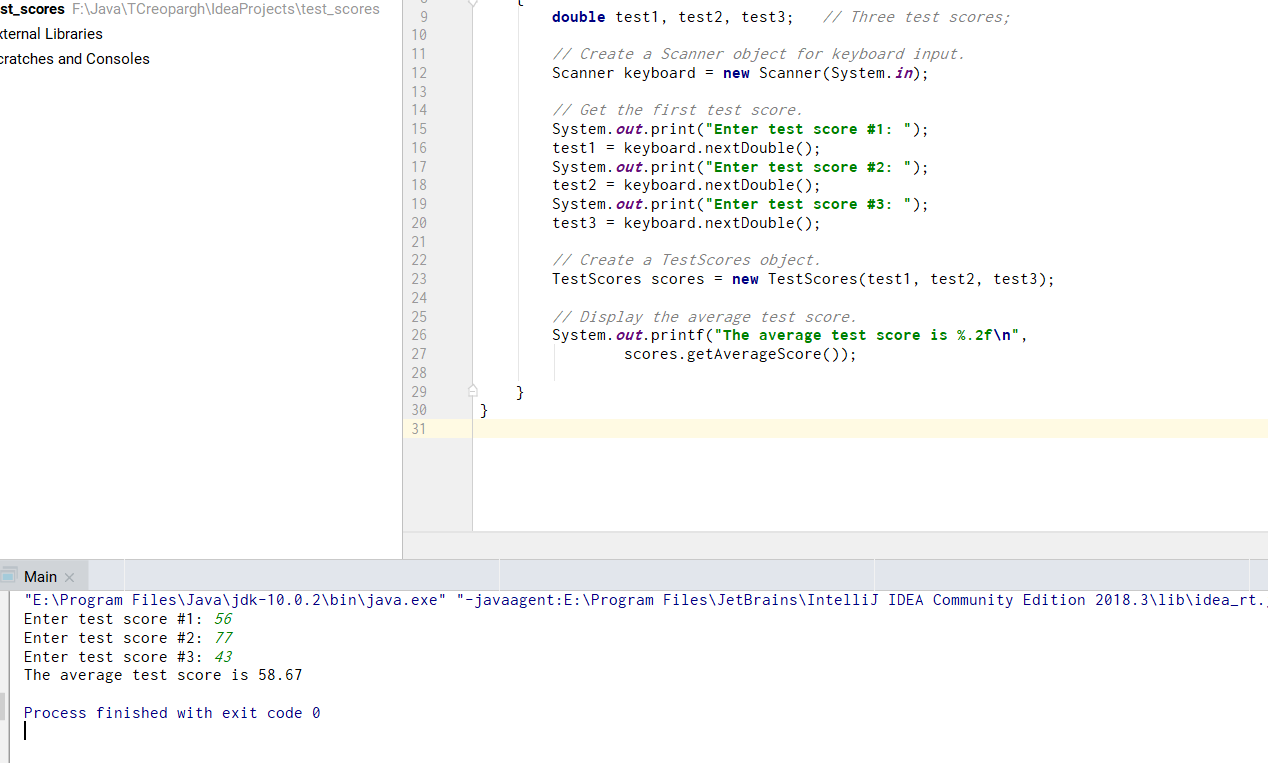 st_scores F:\Java\TCreopargh\IdeaProjects\test_scores
xternal Libraries
cratches and Consoles
8 {
9 double test1, test2, test3; // Three test scores;
10
11 // Create a Scanner object for keyboard input.
12 Scanner keyboard = new Scanner(System.in);
13
14 // Get the first test score.
15 System.out.print("Enter test score #1: ");
16 test1 = keyboard.nextDouble();
17 System.out.print("Enter test score #2: ");
18 test2 = keyboard.nextDouble();
19 System.out.print("Enter test score #3: ");
20 test3 = keyboard.nextDouble();
21
22 // Create a TestScores object.
23 TestScores scores = new TestScores(test1, test2, test3);
24
25 // Display the average test score.
26 System.out.printf("The average test score is %.2f\n",
27 scores.getAverageScore());
28
29 }
30 }
31
Main
"E:\Program Files\Java\jdk-10.0.2\bin\java.exe" "-javaagent:E:\Program Files\JetBrains\IntelliJ IDEA Community Edition 2018.3\lib\idea_rt.
Enter test score #1: 56
Enter test score #2: 77
Enter test score #3: 43
The average test score is 58.67
Process finished with exit code 0